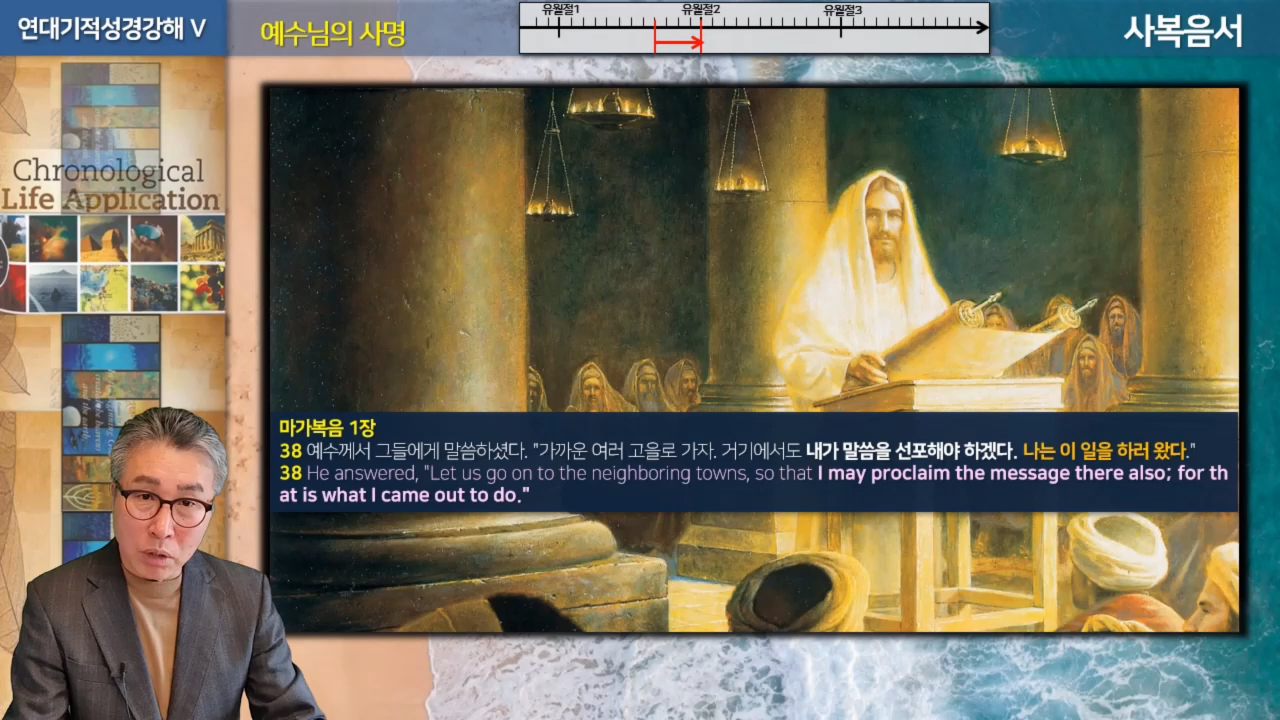 연대기적성경강해 V
예수님의 사명
유월절1
유월절2
유월절3
사복음서
Chronological
Life Application
마가복음 1장
38 예수께서 그들에게 말씀하셨다. "가까운 여러 고을로 가자. 거기에서도 내가 말씀을 선포해야 하겠다. 나는 이 일을 하러 왔다."
38 He answered, "Let us go on to the neighboring towns, so that I may proclaim the message there also; for th
at is what I came out to do."